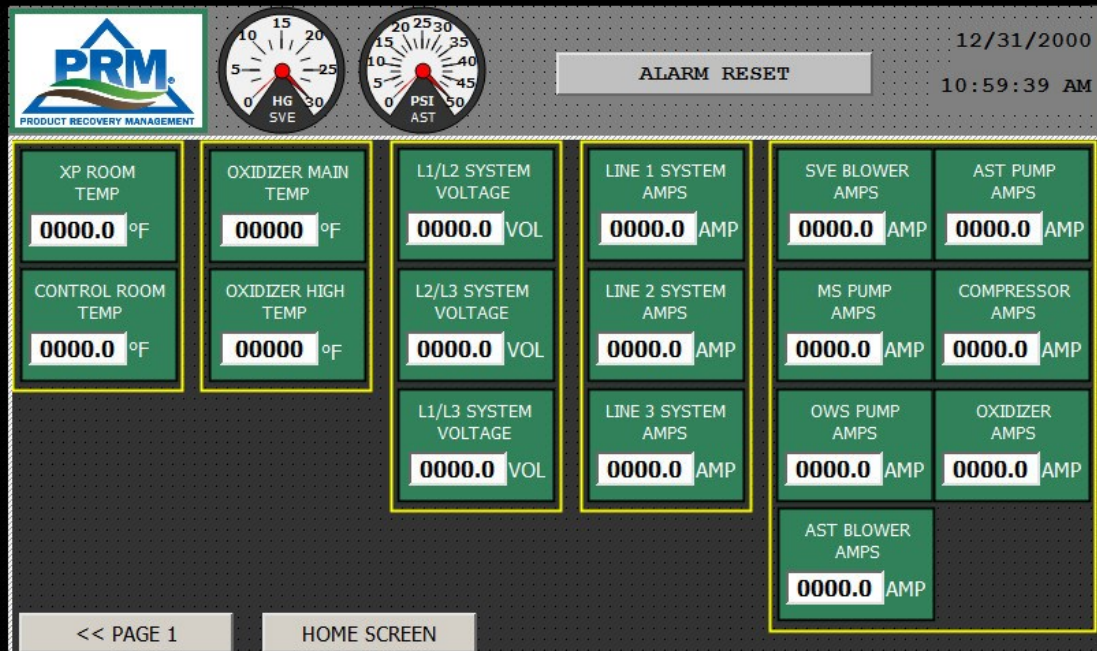 PRM®
PRODUCT RECOVERY MANAGEMENT
0 5 10 15 20 25 30
HG
SVE
0 5 10 15 20 25 30 35 40 45 50
PSI
AST
ALARM RESET
12/31/2000
10:59:39 AM
XP ROOM
TEMP
0000.0 ºF
CONTROL ROOM
TEMP
0000.0 ºF
OXIDIZER MAIN
TEMP
00000 ºF
OXIDIZER HIGH
TEMP
00000 ºF
L1/L2 SYSTEM
VOLTAGE
0000.0 VOL
L2/L3 SYSTEM
VOLTAGE
0000.0 VOL
L1/L3 SYSTEM
VOLTAGE
0000.0 VOL
LINE 1 SYSTEM
AMPS
0000.0 AMP
LINE 2 SYSTEM
AMPS
0000.0 AMP
LINE 3 SYSTEM
AMPS
0000.0 AMP
SVE BLOWER
AMPS
0000.0 AMP
AST PUMP
AMPS
0000.0 AMP
MS PUMP
AMPS
0000.0 AMP
COMPRESSOR
AMPS
0000.0 AMP
OWS PUMP
AMPS
0000.0 AMP
OXIDIZER
AMPS
0000.0 AMP
AST BLOWER
AMPS
0000.0 AMP
<< PAGE 1
HOME SCREEN